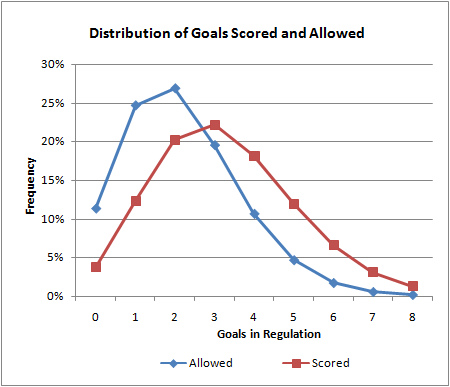 Distribution of Goals Scored and Allowed
30%
25%
20%
15%
10%
5%
0%
Frequency
0 1 2 3 4 5 6 7 8
Goals in Regulation
Allowed Scored